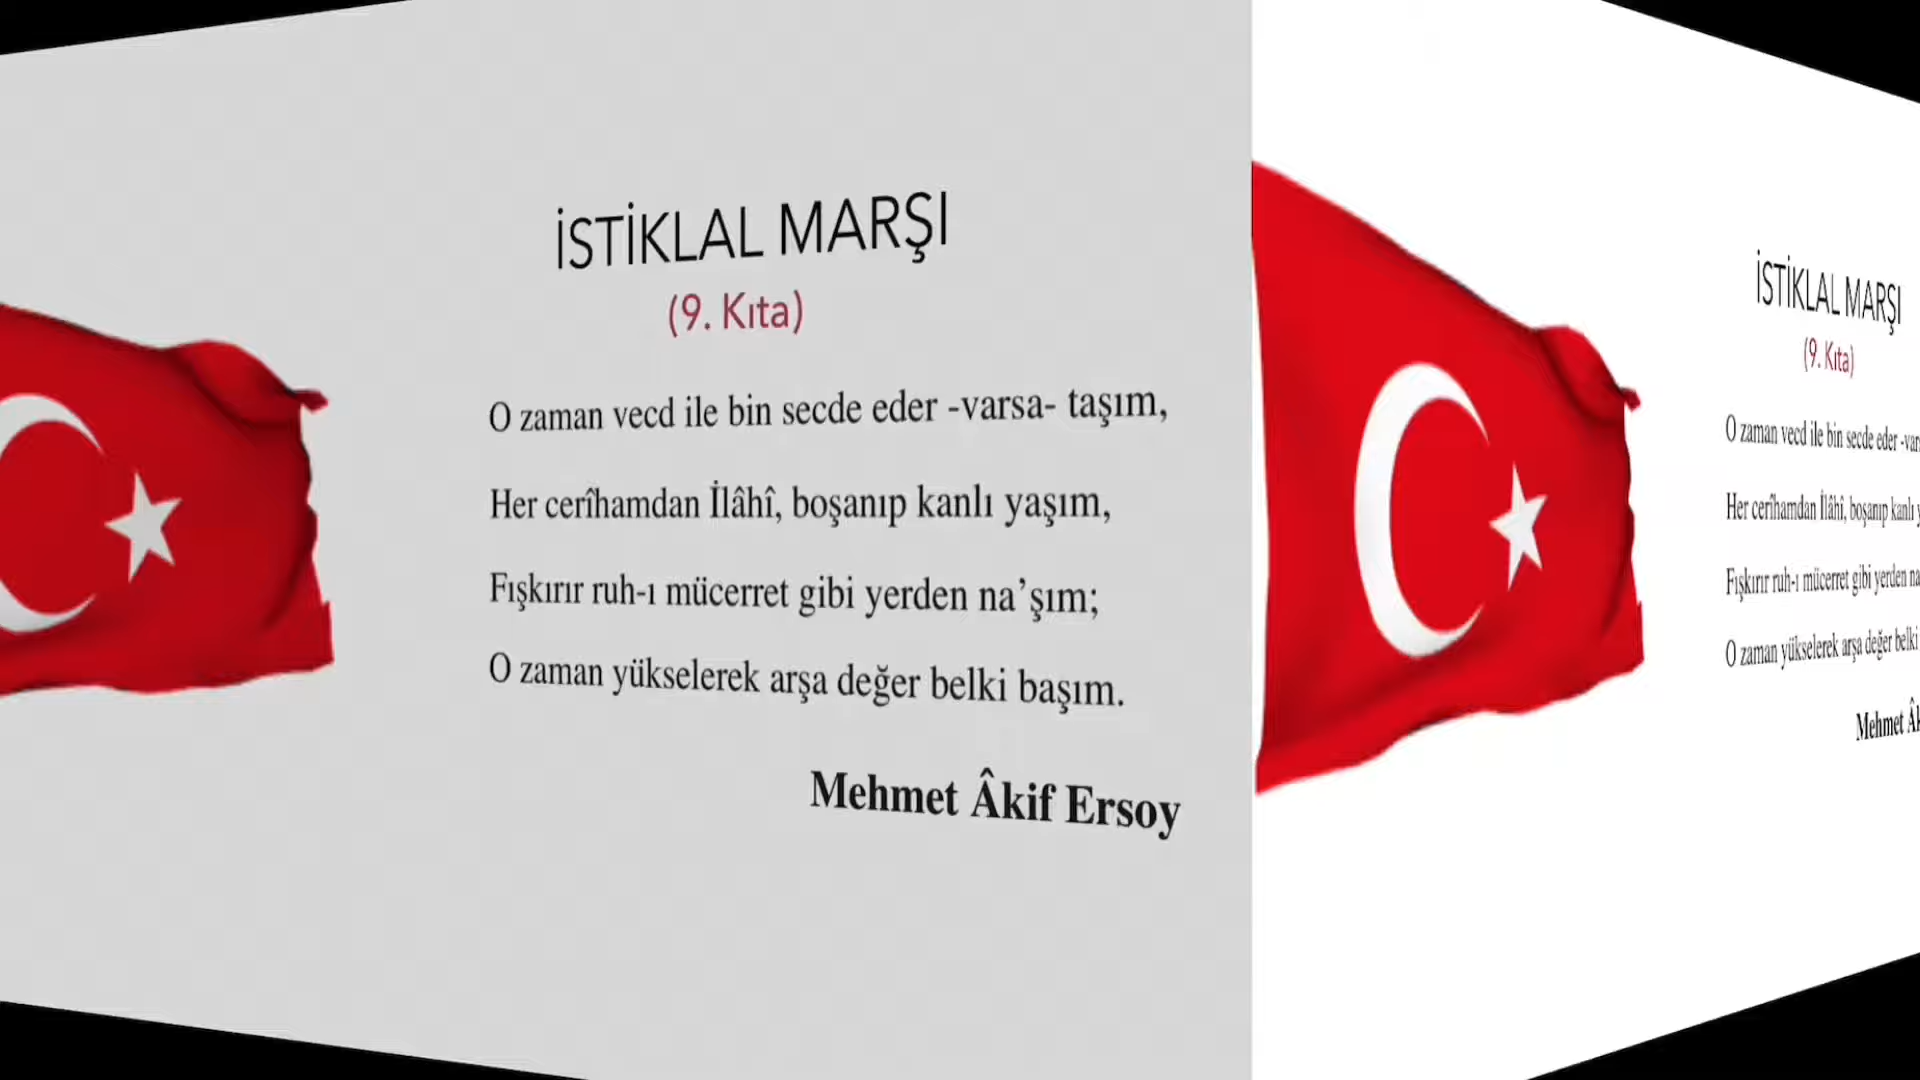 İSTİKLAL MARŞI
(9. Kıta)
O zaman vecd ile bin secde eder -varsa- taşım,
Her cerîhamdan İlâhî, boşanıp kanlı yaşım,
Fışkırır ruh-ı mücerret gibi yerden na’şım;
O zaman yükselerek arşa değer belki başım.
Mehmet Âkif Ersoy
İSTİKLAL MARŞI
(9. Kıta)
O zaman vecd ile bin secde eder
Her cerîhamdan İlâhî, boşanıp kanlı
Fışkırır ruh-ı mücerret gibi yerden
O zaman yükselerek arşa değer belki
Mehmet